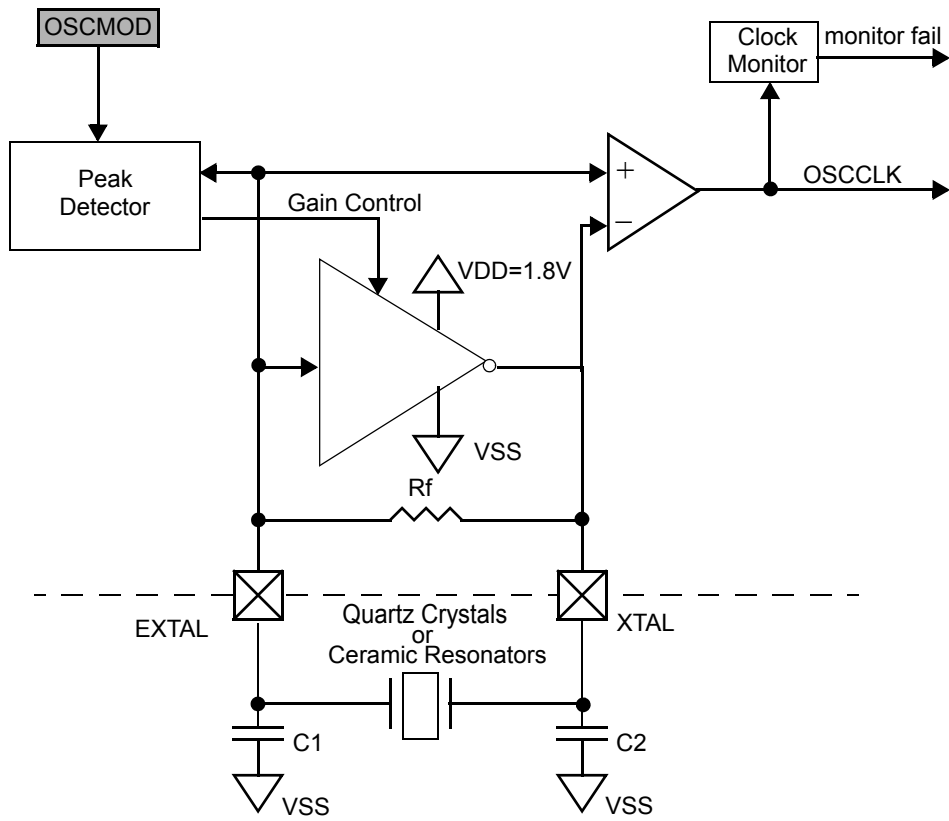 OSCMOD
Clock
Monitor
monitor fail
Peak
Detector
+
−
OSCCLK
Gain Control
VDD=1.8V
VSS
Rf
EXTAL
Quartz Crystals
or
Ceramic Resonators
XTAL
C1
C2
VSS
VSS